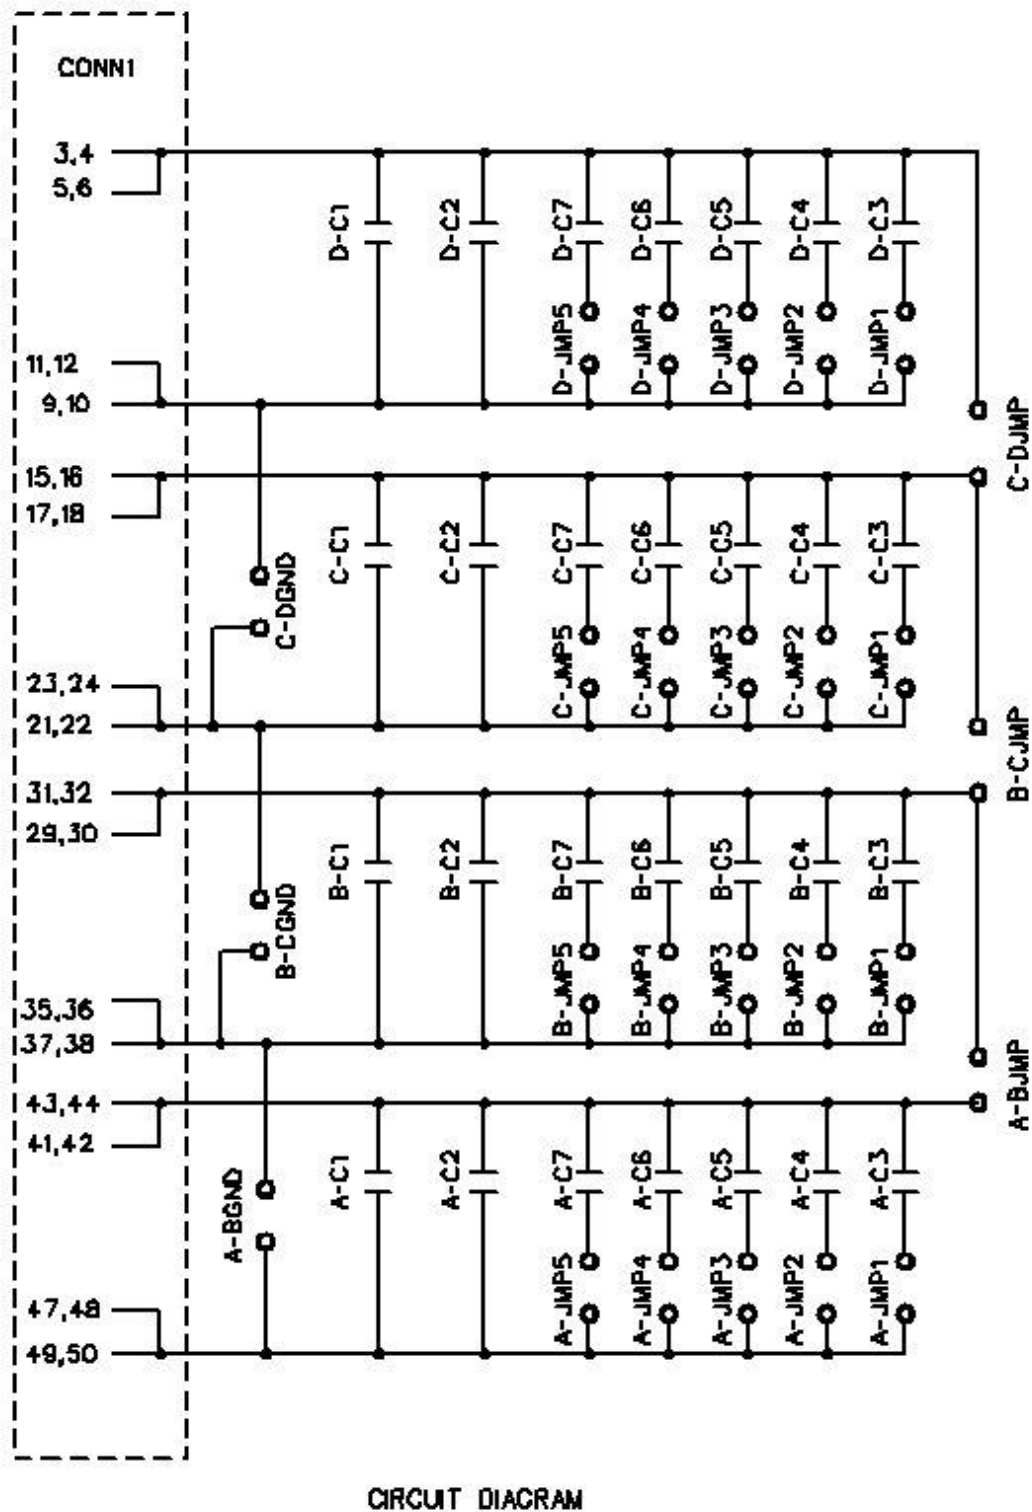 CONN1
3,4
5,6
D-C1
D-C2
D-C7
D-C6
D-C5
D-C4
D-C3
D-JMP5
D-JMP4
D-JMP3
D-JMP2
D-JMP1
11,12
9,10
C-DJMP
15,16
17,18
C-C1
C-C2
C-C7
C-C6
C-C5
C-C4
C-C3
C-DGND
C-JMP5
C-JMP4
C-JMP3
C-JMP2
C-JMP1
23,24
21,22
B-CJMP
31,32
29,30
B-C1
B-C2
B-C7
B-C6
B-C5
B-C4
B-C3
B-CGND
B-JMP5
B-JMP4
B-JMP3
B-JMP2
B-JMP1
35,36
37,38
A-BJMP
43,44
41,42
A-C1
A-C2
A-C7
A-C6
A-C5
A-C4
A-C3
A-BGND
A-JMP5
A-JMP4
A-JMP3
A-JMP2
A-JMP1
47,48
49,50
CIRCUIT DIAGRAM